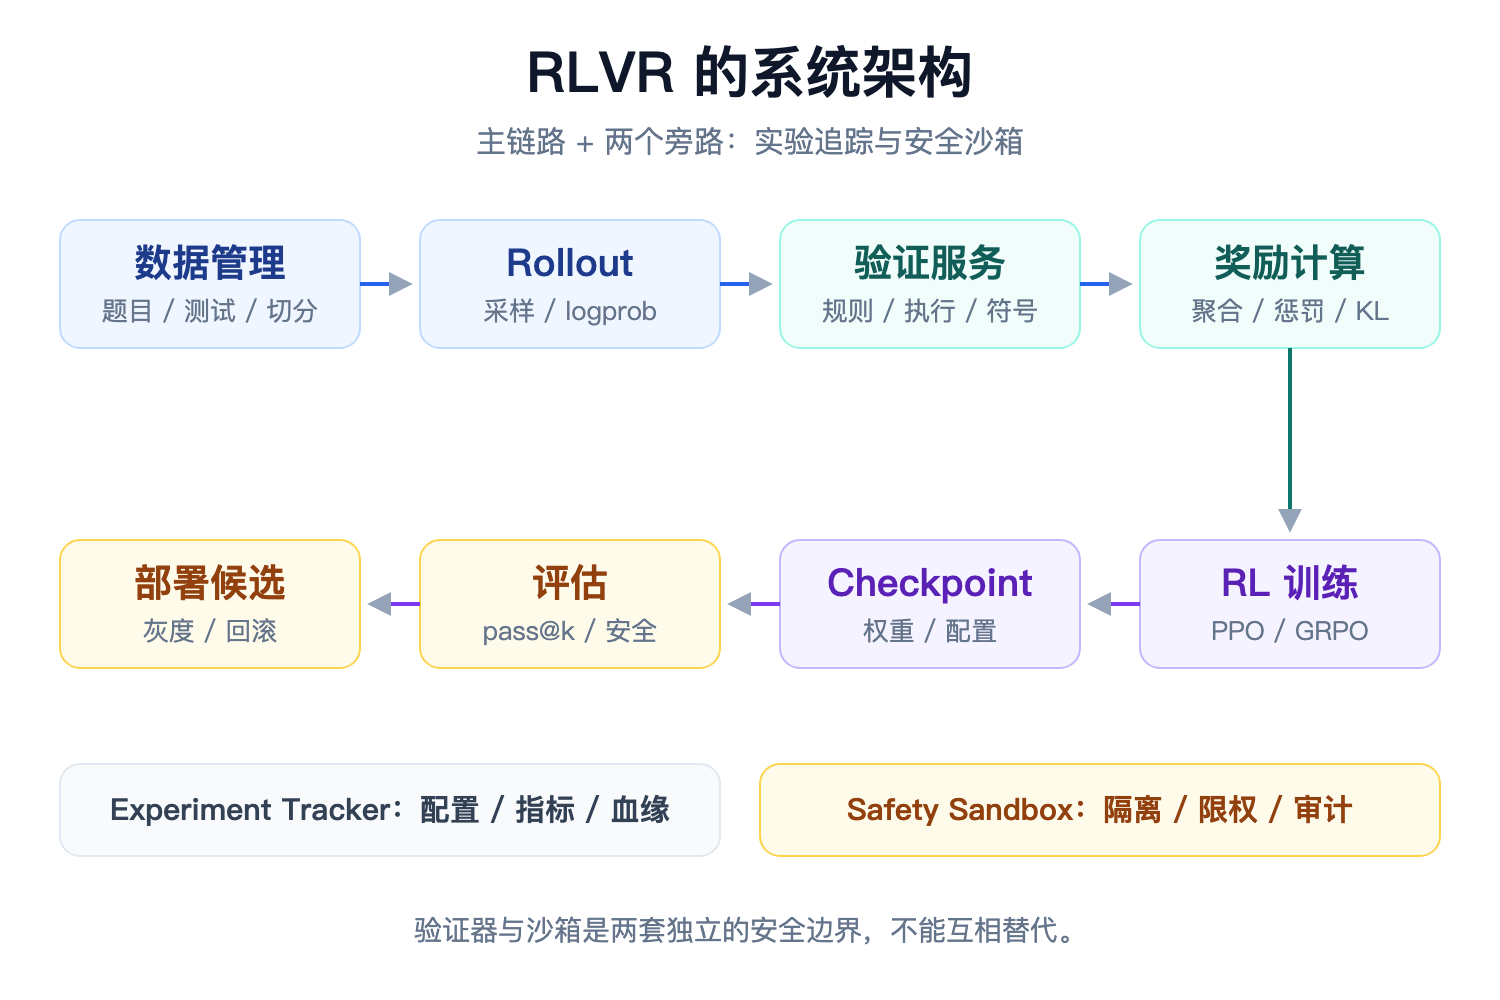 RLVR 的系统架构
主链路 + 两个旁路：实验追踪与安全沙箱
数据管理
题目 / 测试 / 切分
Rollout
采样 / logprob
验证服务
规则 / 执行 / 符号
奖励计算
聚合 / 惩罚 / KL
部署候选
灰度 / 回滚
评估
pass@k / 安全
Checkpoint
权重 / 配置
RL 训练
PPO / GRPO
Experiment Tracker：配置 / 指标 / 血缘
Safety Sandbox：隔离 / 限权 / 审计
验证器与沙箱是两套独立的安全边界，不能互相替代。